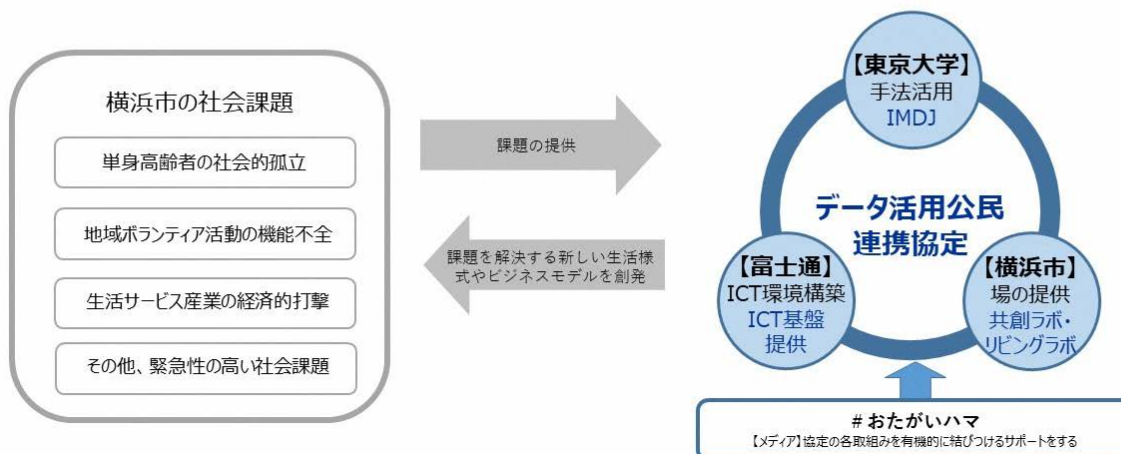 横浜市の社会課題
単身高齢者の社会的孤立
地域ボランティア活動の機能不全
生活サービス産業の経済的打撃
その他、緊急性の高い社会課題
課題の提供
課題を解決する新しい生活様
式やビジネスモデルを創発
【東京大学】
手法活用
IMDJ
データ活用公民
連携協定
【富士通】
ICT環境構築
ICT基盤
提供
【横浜市】
場の提供
共創ラボ・
リビングラボ
#おたがいハマ
【メディア】協定の各取組みを有機的に結びつけるサポートをする